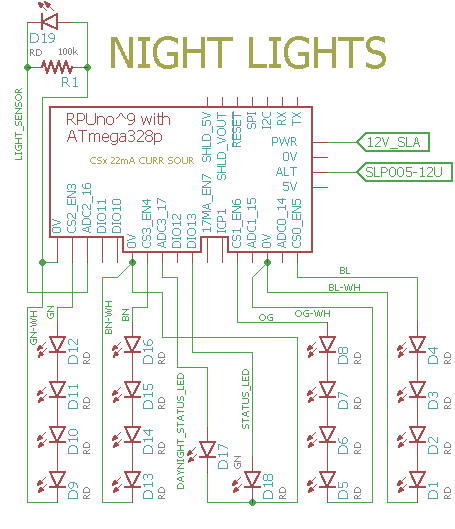 NIGHT LIGHTS
D19
RD
100k
R1
LIGHT_SENSOR
RPUno^9 with
ATmega328p
CSx 22mA CURR SOUR
SHLD_5V
SHLD_VOUT
RESET
SPI
I2C
RX
TX
PWR
0V
ALT
5V
12V_SLA
SLP005-12U
0V
CS2_EN3
ADC2_16
DIO11
DIO10
0V
CS3_EN4
ADC3_17
DIO12
DIO13
17MA_EN7
ICP1
CS1_EN6
ADC1_15
0V
ADC0_14
CS0_EN5
BL
BL-WH
OG
OG-WH
GN-WH
GN
BN-WH
BN
D12
RD
D16
RD
D8
RD
D4
RD
D11
RD
D15
RD
D7
RD
D3
RD
D10
RD
D14
RD
D6
RD
D2
RD
D9
RD
D13
RD
D5
RD
D1
RD
DAYNIGHT_STATUS_LED
STATUS_LED
D17
GN
D18
RD